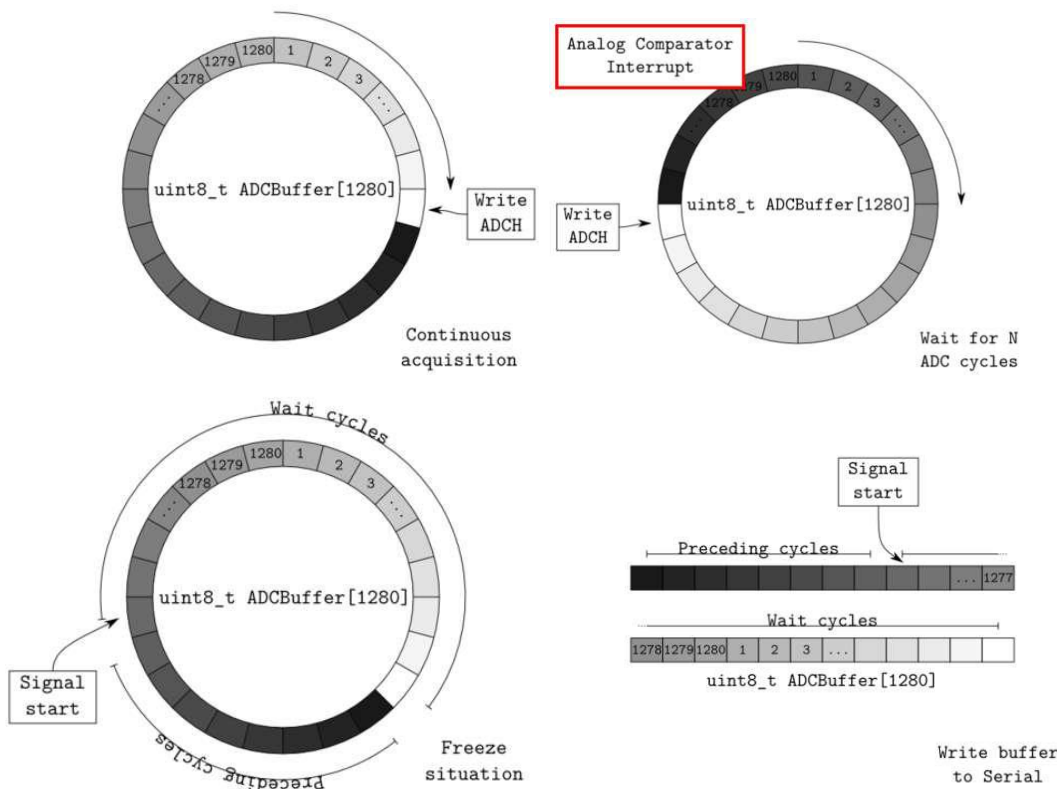 1278
1279
1280
1
2
3
...
...
uint8_t ADCBuffer[1280]
Write
ADCH
Continuous
acquisition
Analog Comparator
Interrupt
1278
1280
1
2
3
...
...
uint8_t ADCBuffer[1280]
Write
ADCH
Wait for N
ADC cycles
Wait cycles
1278
1279
1280
1
2
3
...
...
uint8_t ADCBuffer[1280]
Signal
start
Preceding cycles
Freeze
situation
Signal
start
Preceding cycles
... 1277
Wait cycles
1278 1279 1280 1 2 3 ...
uint8_t ADCBuffer[1280]
Write buffer
to Serial